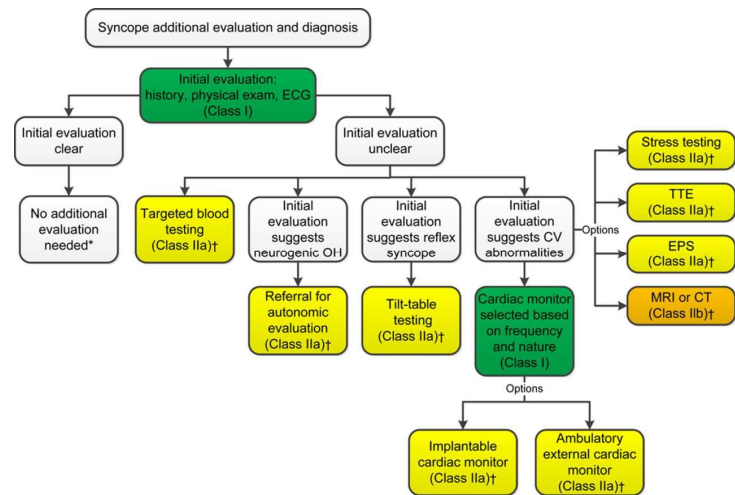 Syncope additional evaluation and diagnosis
Initial evaluation:
history, physical exam, ECG
(Class I)
Initial evaluation
clear
Initial evaluation
unclear
Stress testing
(Class IIa)†
No additional
evaluation
needed*
Targeted blood
testing
(Class IIa)†
Initial
evaluation
suggests
neurogenic OH
Initial
evaluation
suggests reflex
syncope
Initial
evaluation
suggests CV
abnormalities
Options
TTE
(Class IIa)†
EPS
(Class IIa)†
MRI or CT
(Class IIb)†
Referral for
autonomic
evaluation
(Class IIa)†
Tilt-table
testing
(Class IIa)†
Cardiac monitor
selected based
on frequency
and nature
(Class I)
Options
Implantable
cardiac monitor
(Class IIa)†
Ambulatory
external cardiac
monitor
(Class IIa)†